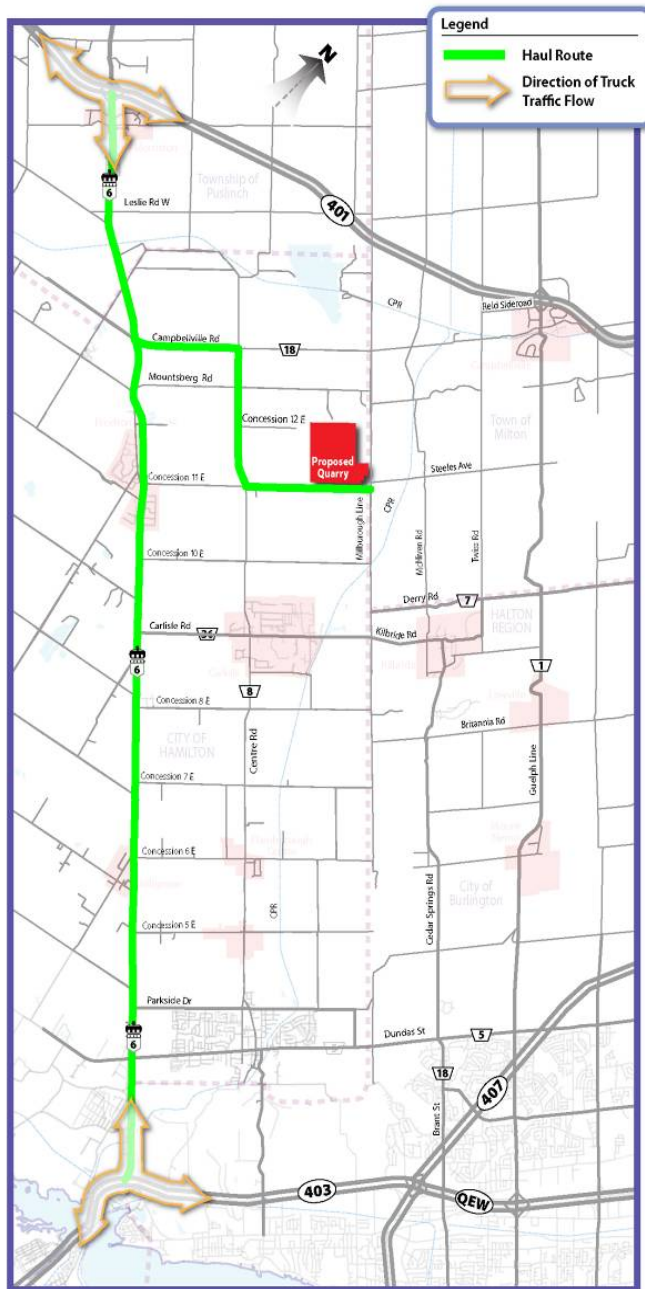 Legend
Haul Route
Direction of Truck
Traffic Flow
N
6
Township of
Puslinch
Leslie Rd W
401
CPR
Reid Sideroad
Campbellville Rd
18
Mountsberg Rd
Town of
Milton
Concession 12 E
Proposed
Quarry
Steeles Ave
Concession 11 E
Milburough Line
CPR
McNiven Rd
Twiss Rd
Concession 10 E
Derry Rd
7
HALTON
REGION
Carlisle Rd
Kilbride Rd
6
8
1
Concession 8 E
CITY OF
HAMILTON
Centre Rd
Britannia Rd
Guelph Line
Concession 7 E
Concession 6 E
Cedar Springs Rd
City of
Burlington
CPR
Concession 5 E
Parkside Dr
6
Dundas St
5
18
Brant St
407
403
QEW